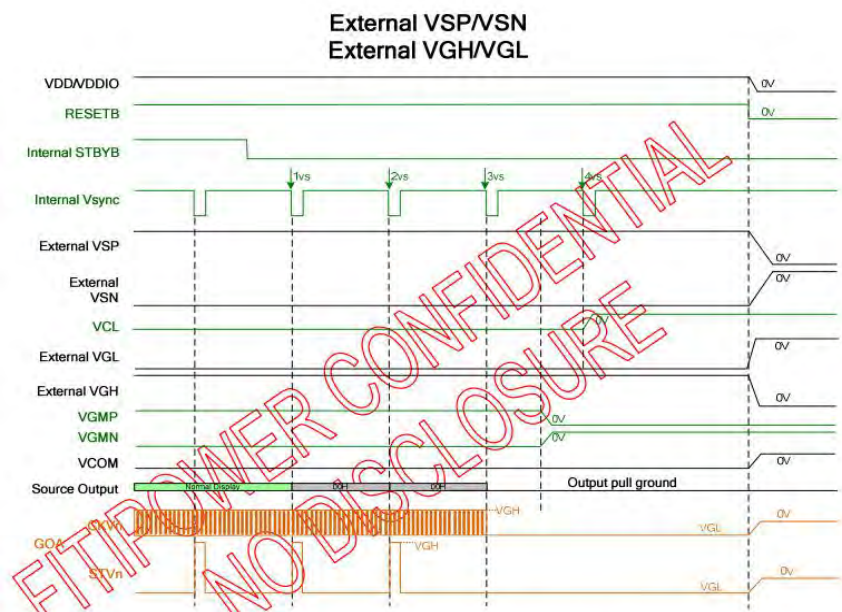 External VSP/VSN
External VGH/VGL
VDD/VDDIO
0V
RESETB
0V
Internal STBYB
1vs
2vs
3vs
4vs
Internal Vsync
External VSP
0V
External
VSN
0V
VCL
0V
External VGL
0V
External VGH
0V
VGMP
0V
VGMN
0V
VCOM
0V
Source Output
Normal Display
00H
00H
Output pull ground
CKVn
VGH
VGL
0V
GOA
VGH
STVn
VGL
0V
FITIPOWER CONFIDENTIAL
NO DISCLOSURE